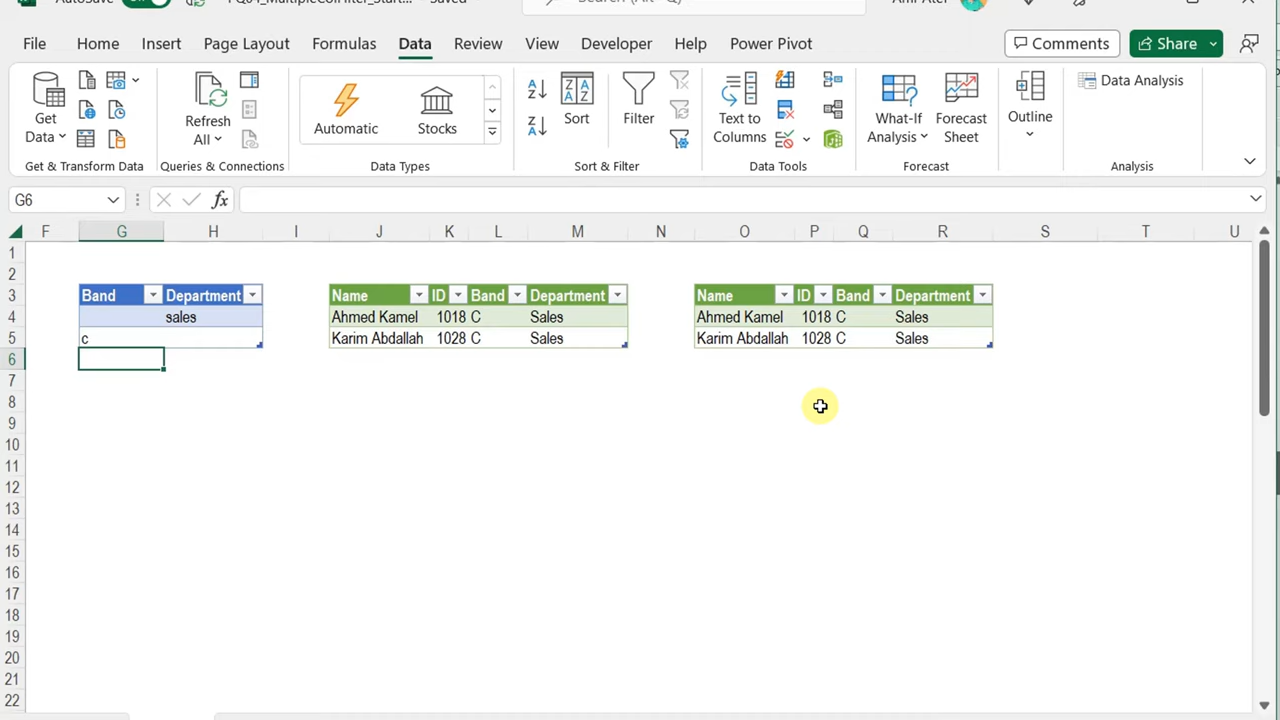 AutoSave PQ04_MultipleColFilter_Start... Saved
File Home Insert Page Layout Formulas Data Review View Developer Help Power Pivot Comments Share
Get Data Refresh All Automatic Stocks Sort Filter Text to Columns What-If Analysis Forecast Sheet Outline Data Analysis
Get & Transform Data Queries & Connections Data Types Sort & Filter Data Tools Forecast Analysis
G6 fx
F G H I J K L M N O P Q R S T U
1
2
3 Band Department Name ID Band Department Name ID Band Department
4 sales Ahmed Kamel 1018 C Sales Ahmed Kamel 1018 C Sales
5 c Karim Abdallah 1028 C Sales Karim Abdallah 1028 C Sales
6
7
8
9
10
11
12
13
14
15
16
17
18
19
20
21
22